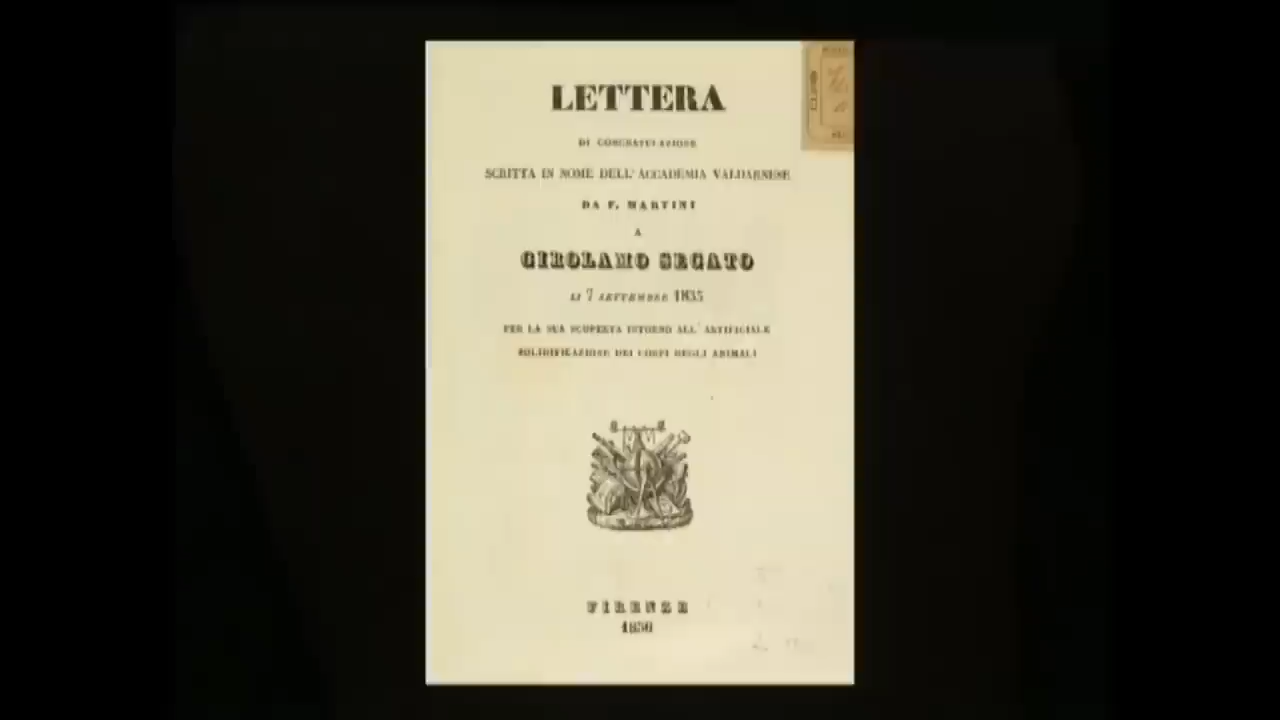 LETTERA
DI CONGRATULAZIONE
SCRITTA IN NOME DELL' ACCADEMIA VALDARNESE
DA F. MARTINI
A
GIROLAMO SEGATO
LI 7 SETTEMBRE 1835
PER LA SUA SCOPERTA INTORNO ALL' ARTIFICIALE
SOLIDIFICAZIONE DEI CORPI DEGLI ANIMALI
FIRENZE
1836